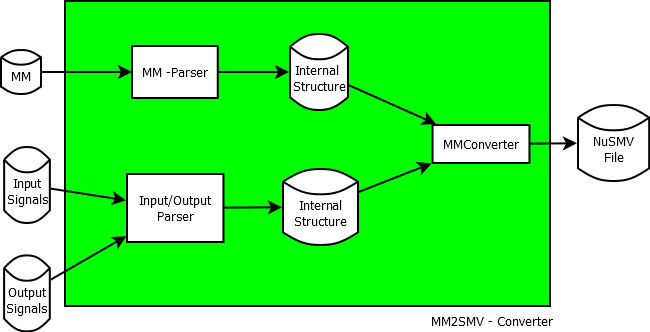 MM
MM -Parser
Internal
Structure
MMConverter
NuSMV
File
Input
Signals
Input/Output
Parser
Internal
Structure
Output
Signals
MM2SMV - Converter